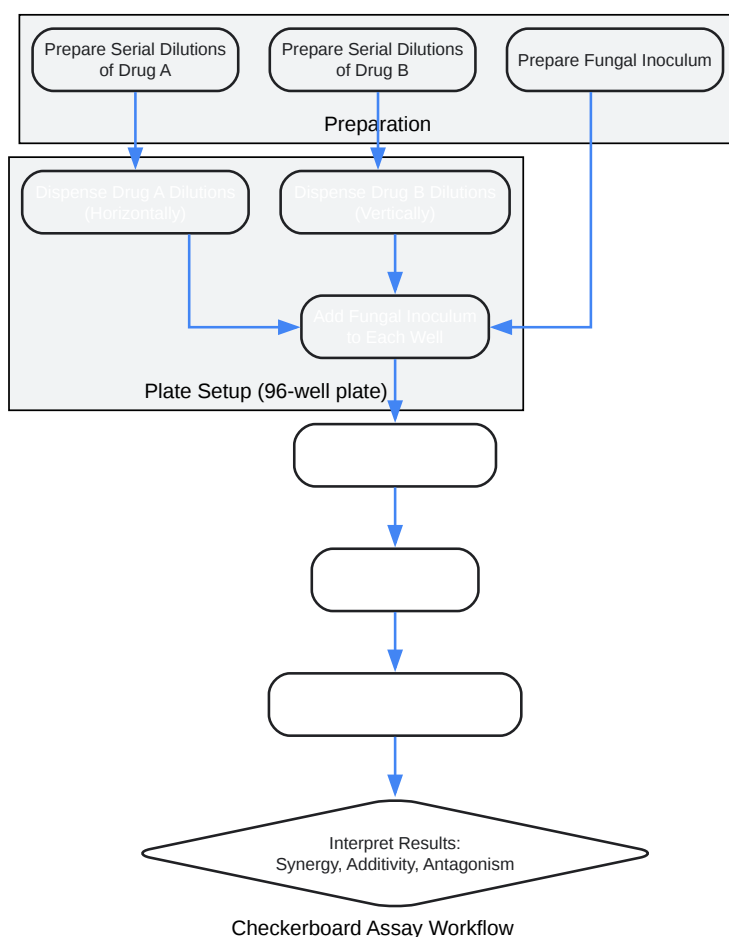 Prepare Serial Dilutions
of Drug A
Prepare Serial Dilutions
of Drug B
Prepare Fungal Inoculum
Preparation
Dispense Drug A Dilutions
(Horizontally)
Dispense Drug B Dilutions
(Vertically)
Add Fungal Inoculum
to Each Well
Plate Setup (96-well plate)
Interpret Results:
Synergy, Additivity, Antagonism
Checkerboard Assay Workflow